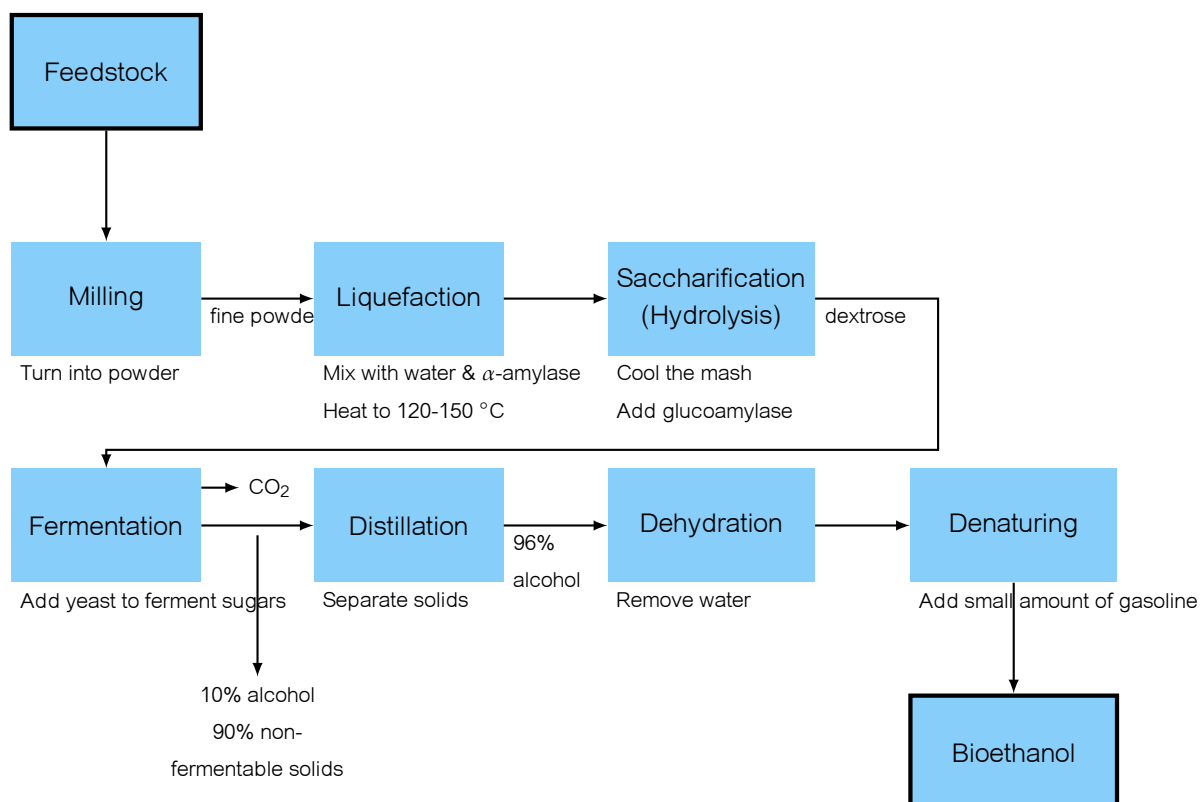 Feedstock
Milling
fine powde
Turn into powder
Liquefaction
Mix with water & α-amylase
Heat to 120-150 °C
Saccharification
(Hydrolysis)
dextrose
Cool the mash
Add glucoamylase
Fermentation
CO₂
Add yeast to ferment sugars
10% alcohol
90% non-
fermentable solids
Distillation
Separate solids
96%
alcohol
Dehydration
Remove water
Denaturing
Add small amount of gasoline
Bioethanol